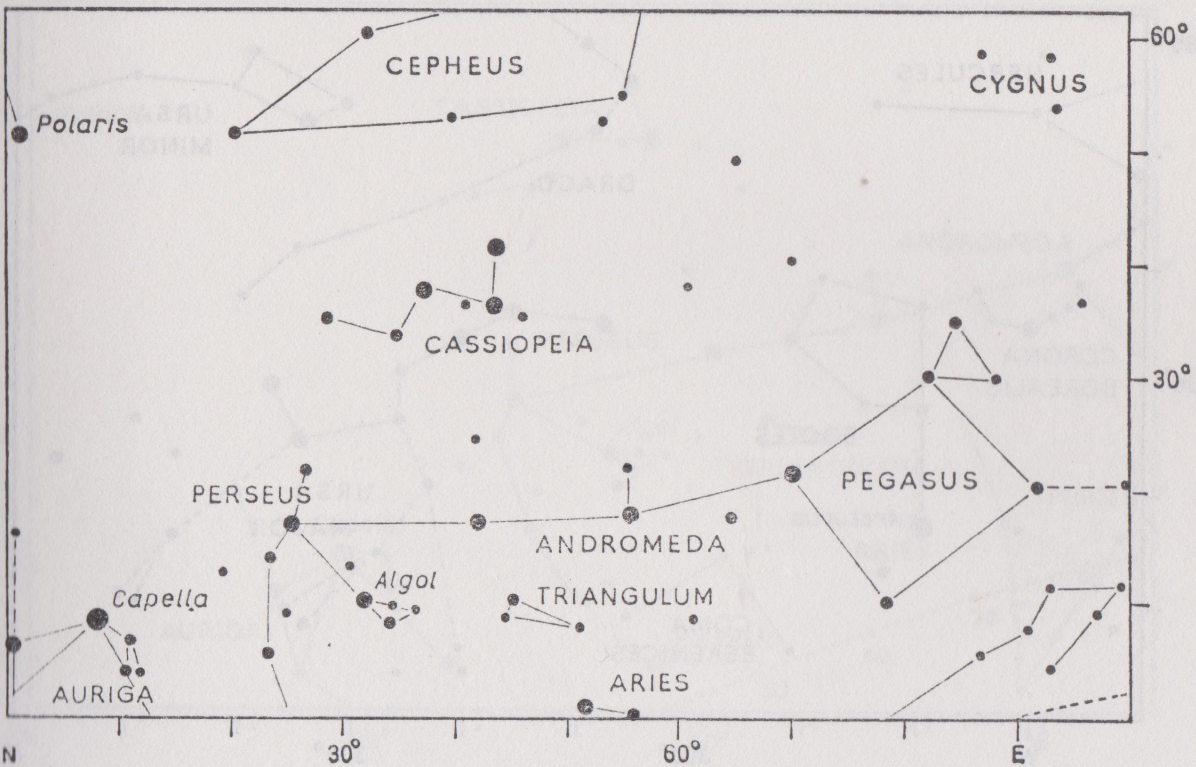 60°
CEPHEUS
CYGNUS
Polaris
CASSIOPEIA
30°
PERSEUS
PEGASUS
ANDROMEDA
Algol
Capella
TRIANGULUM
AURIGA
ARIES
N
30°
60°
E